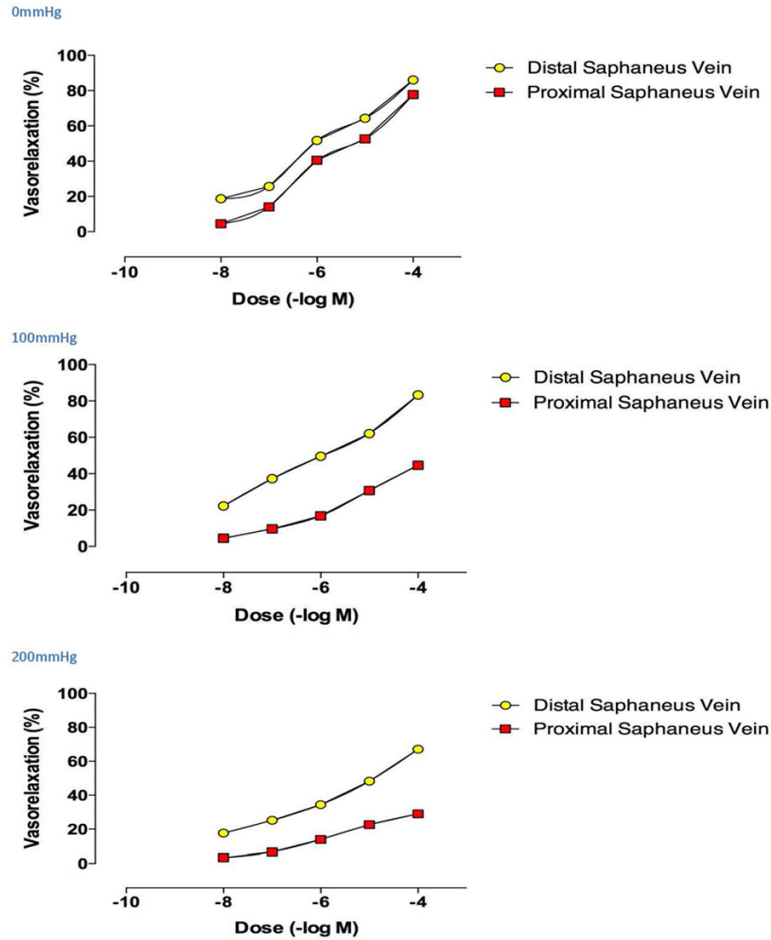 0mmHg
100
80
60
40
20
0
Vasorelaxation (%)
-10 -8 -6 -4
Dose (-log M)
Distal Saphaneus Vein
Proximal Saphaneus Vein
100mmHg
100
80
60
40
20
0
Vasorelaxation (%)
-10 -8 -6 -4
Dose (-log M)
Distal Saphaneus Vein
Proximal Saphaneus Vein
200mmHg
100
80
60
40
20
0
Vasorelaxation (%)
-10 -8 -6 -4
Dose (-log M)
Distal Saphaneus Vein
Proximal Saphaneus Vein